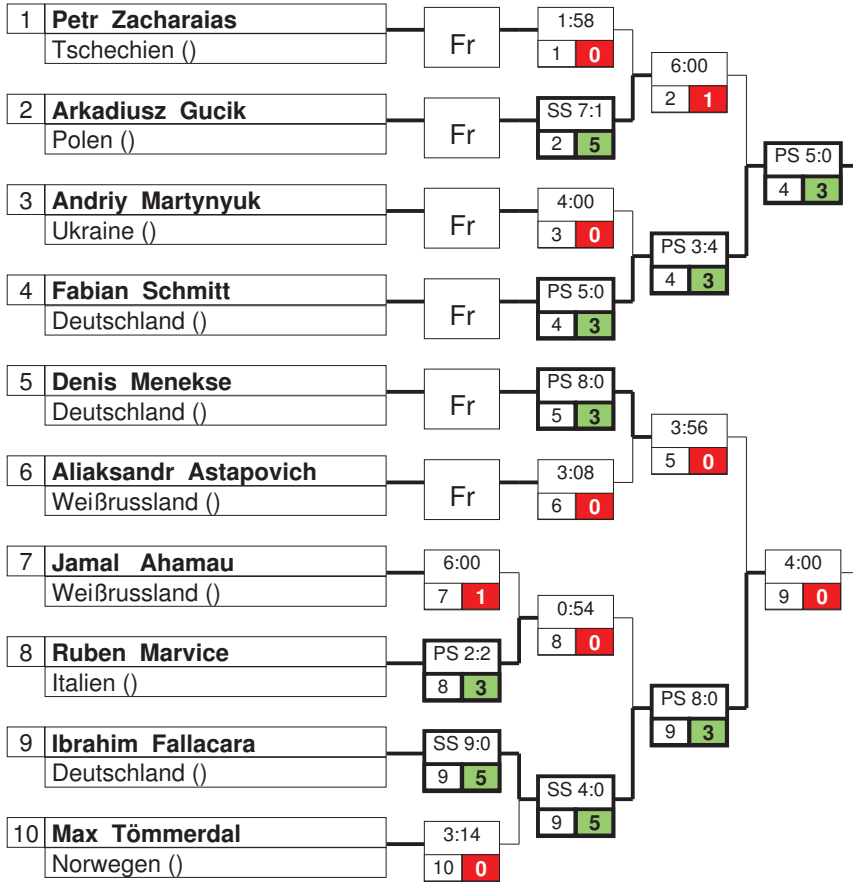 1 Petr Zacharaias
Tschechien ()
Fr
1:58
1 0
6:00
2 1
2 Arkadiusz Gucik
Polen ()
Fr
SS 7:1
2 5
PS 5:0
4 3
3 Andriy Martynyuk
Ukraine ()
Fr
4:00
3 0
PS 3:4
4 3
4 Fabian Schmitt
Deutschland ()
Fr
PS 5:0
4 3
5 Denis Menekse
Deutschland ()
Fr
PS 8:0
5 3
3:56
5 0
6 Aliaksandr Astapovich
Weißrussland ()
Fr
3:08
6 0
7 Jamal Ahamau
Weißrussland ()
6:00
7 1
4:00
9 0
0:54
8 0
8 Ruben Marvice
Italien ()
PS 2:2
8 3
PS 8:0
9 3
9 Ibrahim Fallacara
Deutschland ()
SS 9:0
9 5
SS 4:0
9 5
10 Max Tömmerdal
Norwegen ()
3:14
10 0